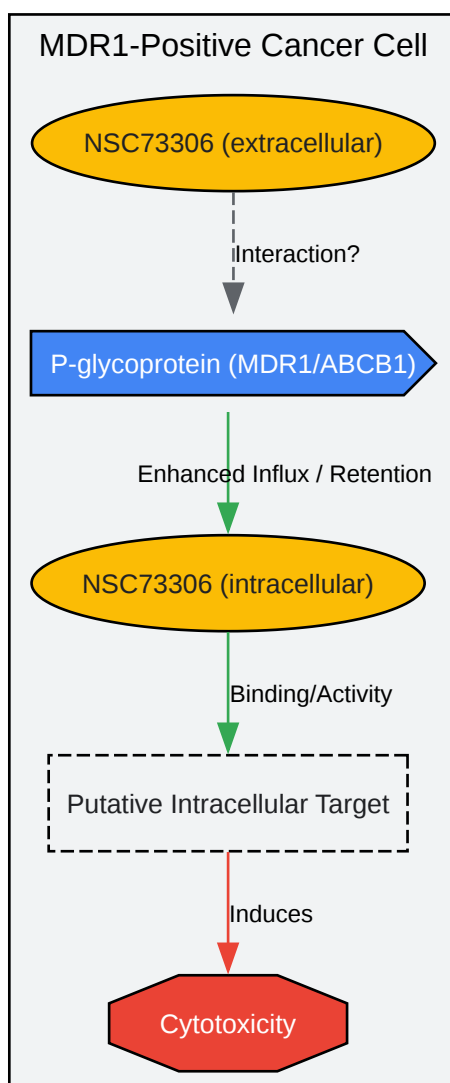 MDR1-Positive Cancer Cell
NSC73306 (extracellular)
Interaction?
P-glycoprotein (MDR1/ABCB1)
Enhanced Influx / Retention
NSC73306 (intracellular)
Binding/Activity
Putative Intracellular Target
Induces
Cytotoxicity